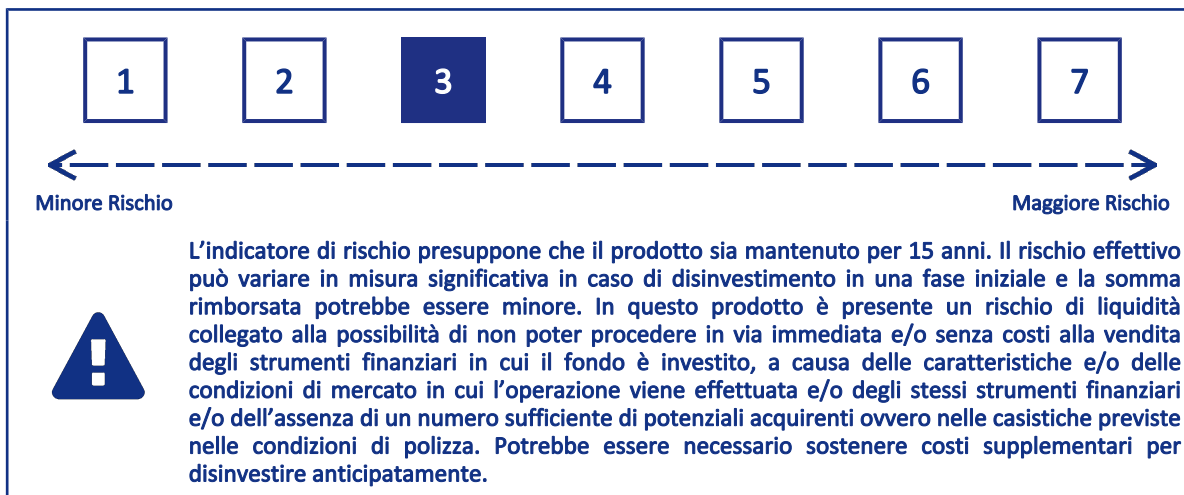 1 2 3 4 5 6 7
Minore Rischio Maggiore Rischio
L'indicatore di rischio presuppone che il prodotto sia mantenuto per 15 anni. Il rischio effettivo
può variare in misura significativa in caso di disinvestimento in una fase iniziale e la somma
rimborsata potrebbe essere minore. In questo prodotto è presente un rischio di liquidità
collegato alla possibilità di non poter procedere in via immediata e/o senza costi alla vendita
degli strumenti finanziari in cui il fondo è investito, a causa delle caratteristiche e/o delle
condizioni di mercato in cui l'operazione viene effettuata e/o degli stessi strumenti finanziari
e/o dell'assenza di un numero sufficiente di potenziali acquirenti ovvero nelle casistiche previste
nelle condizioni di polizza. Potrebbe essere necessario sostenere costi supplementari per
disinvestire anticipatamente.